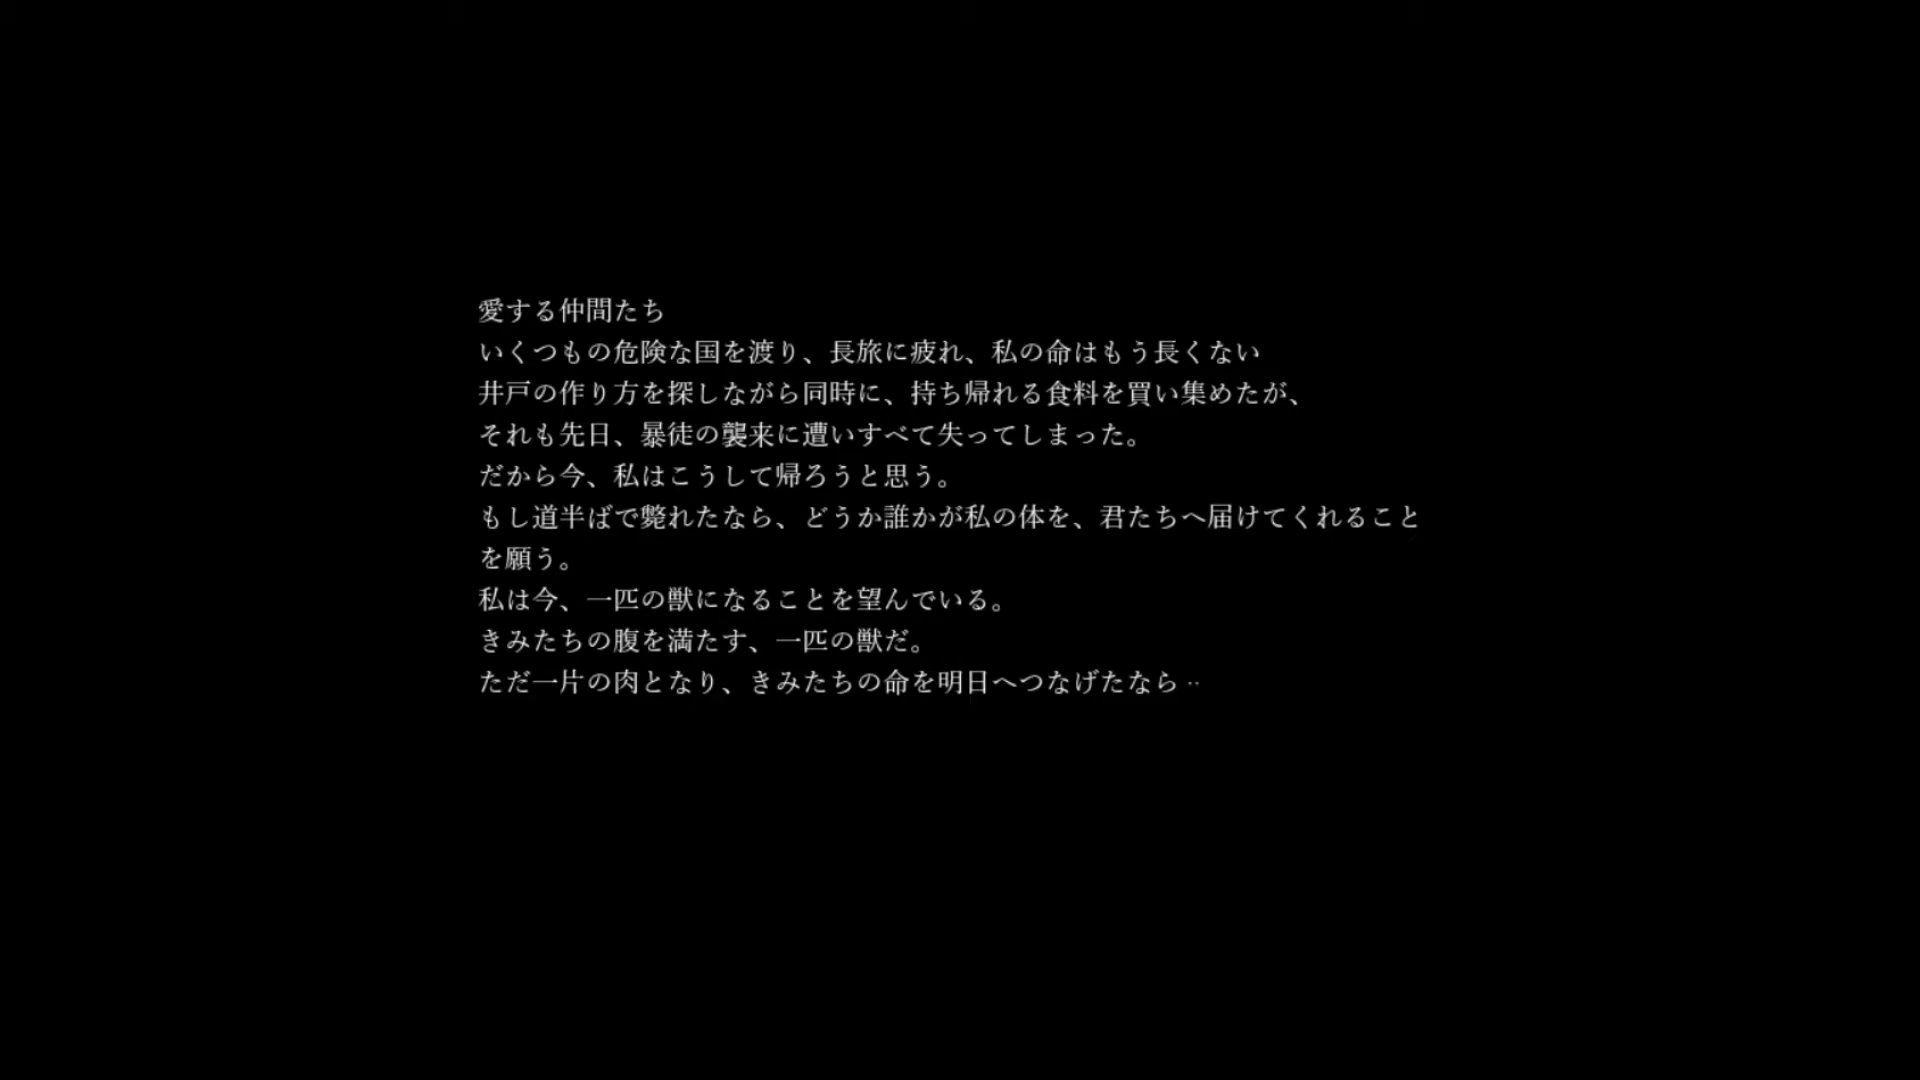 愛する仲間たち
いくつもの危険な国を渡り、長旅に疲れ、私の命はもう長くない
井戸の作り方を探しながら同時に、持ち帰れる食料を買い集めたが、
それも先日、暴徒の襲来に遭いすべて失ってしまった。
だから今、私はこうして帰ろうと思う。
もし道半ばで斃れたなら、どうか誰かが私の体を、君たちへ届けてくれること
を願う。
私は今、一匹の獣になることを望んでいる。
きみたちの腹を満たす、一匹の獣だ。
ただ一片の肉となり、きみたちの命を明日へつなげたなら‥